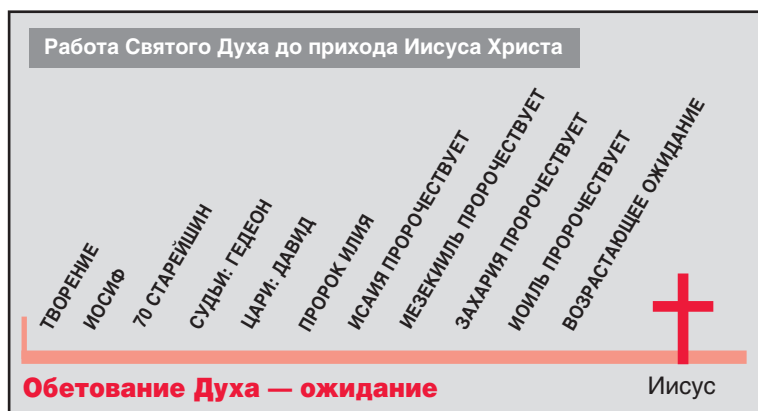 Работа Святого Духа до прихода Иисуса Христа
ТВОРЕНИЕ
ИОСИФ
70 СТАРЕЙШИН
СУДЬИ: ГЕДЕОН
ЦАРИ: ДАВИД
ПРОРОК ИЛИЯ
ИСАИЯ ПРОРОЧЕСТВУЕТ
ИЕЗЕКИИЛЬ ПРОРОЧЕСТВУЕТ
ЗАХАРИЯ ПРОРОЧЕСТВУЕТ
ИОИЛЬ ПРОРОЧЕСТВУЕТ
ВОЗРАСТАЮЩЕЕ ОЖИДАНИЕ
Обетование Духа — ожидание
Иисус